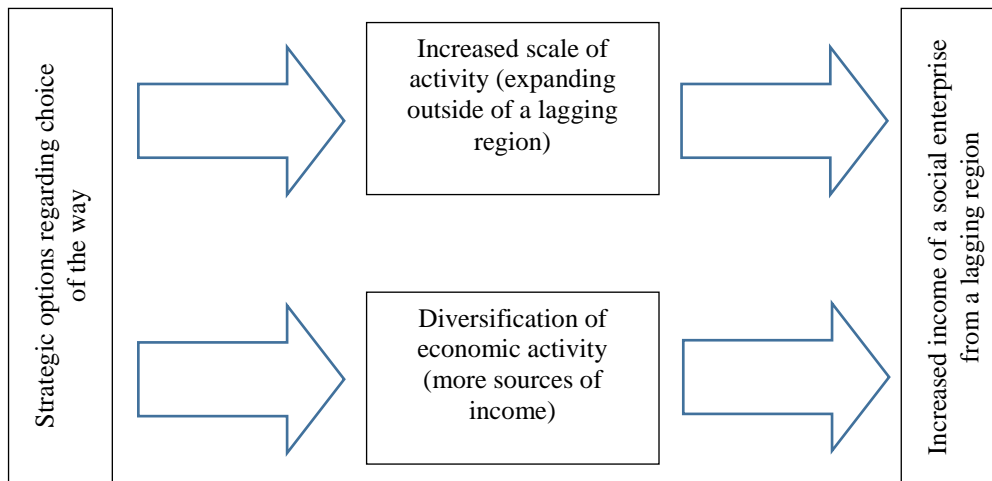 Strategic options regarding choice
of the way
Increased scale of
activity (expanding
outside of a lagging
region)
Diversification of
economic activity
(more sources of
income)
Increased income of a social enterprise
from a lagging region